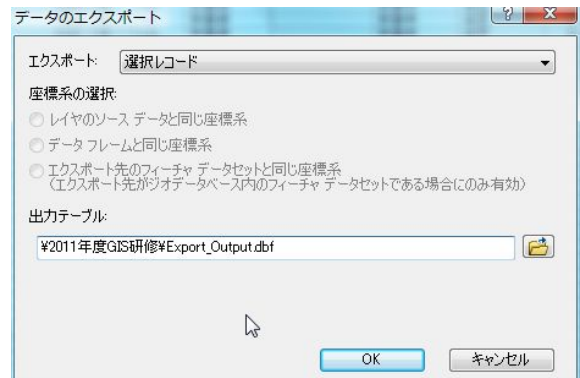 データのエクスポート
エクスポート: 選択レコード
座標系の選択:
レイヤのソース データと同じ座標系
データ フレームと同じ座標系
エクスポート先のフィーチャ データセットと同じ座標系
(エクスポート先がジオデータベース内のフィーチャ データセットである場合にのみ有効)
出力テーブル:
¥2011年度GIS研修¥Export_Output.dbf
OK キャンセル